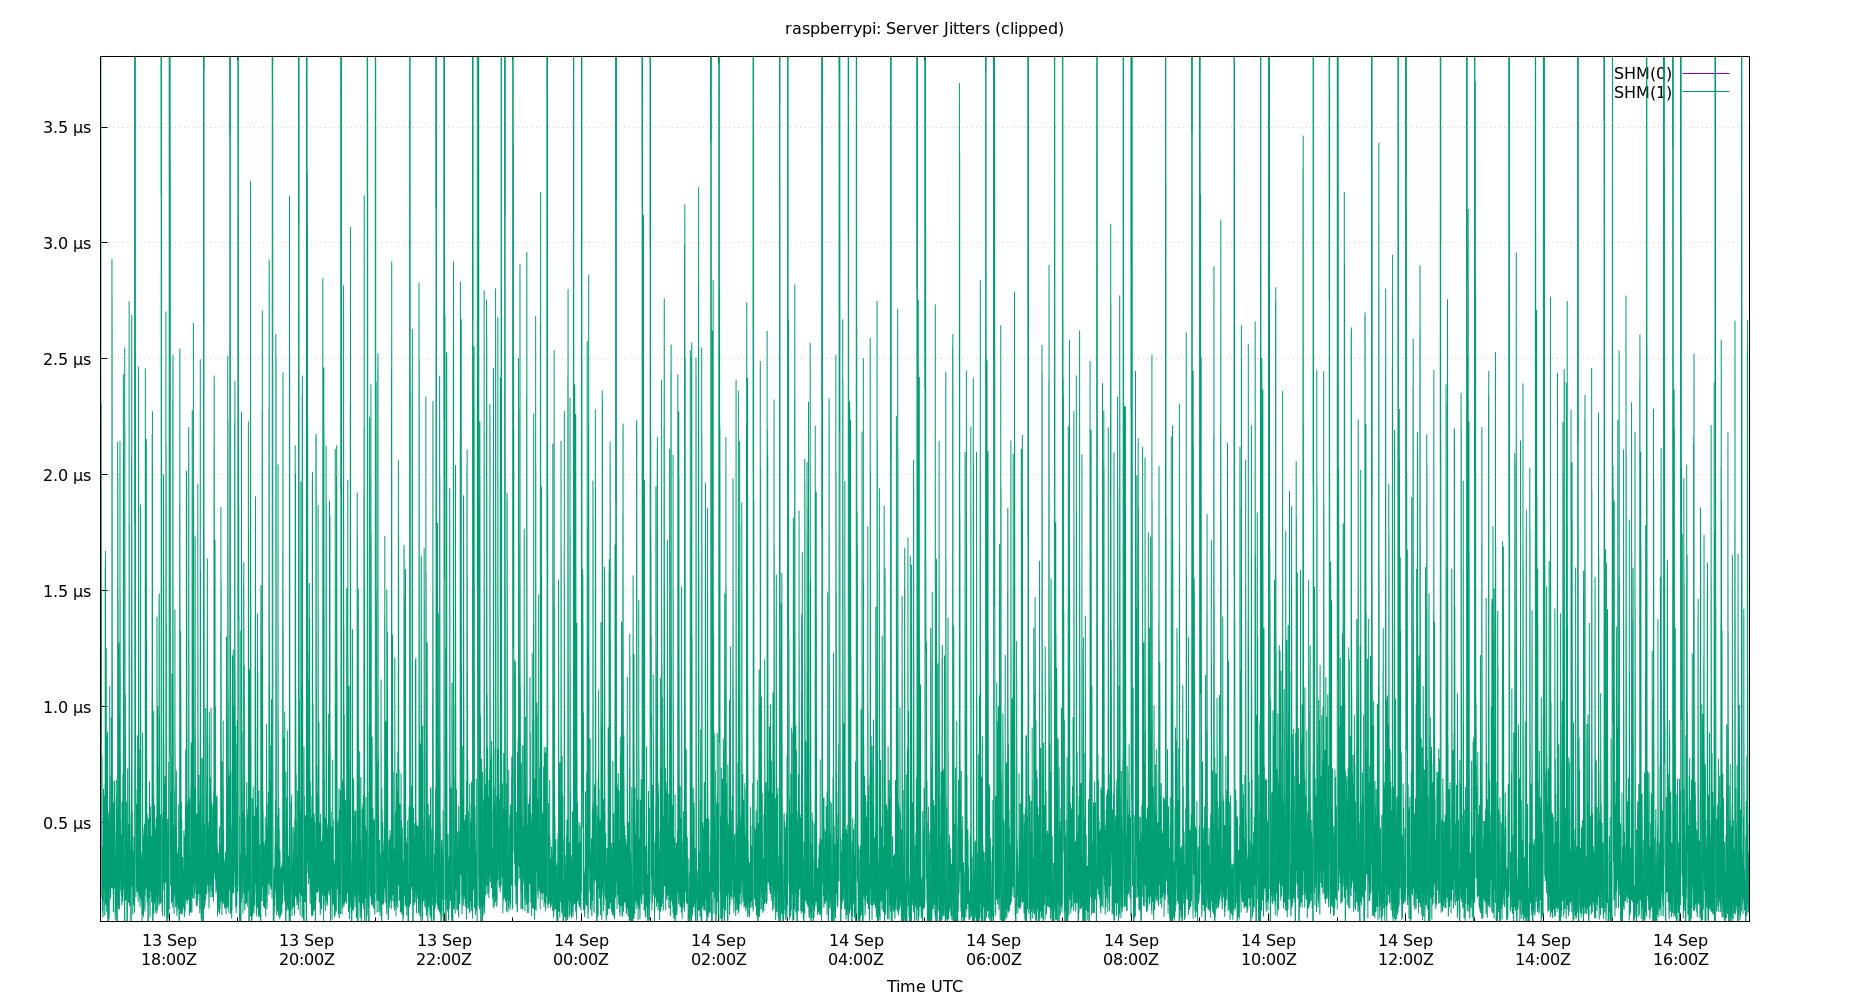 raspberrypi: Server Jitters (clipped)
SHM(0)
SHM(1)
3.5 µs
3.0 µs
2.5 µs
2.0 µs
1.5 µs
1.0 µs
0.5 µs
13 Sep 13 Sep 13 Sep 14 Sep 14 Sep 14 Sep 14 Sep 14 Sep 14 Sep 14 Sep 14 Sep 14 Sep
18:00Z 20:00Z 22:00Z 00:00Z 02:00Z 04:00Z 06:00Z 08:00Z 10:00Z 12:00Z 14:00Z 16:00Z
Time UTC